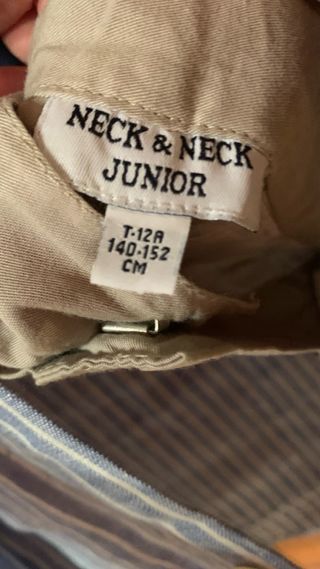 NECK & NECK
JUNIOR
T-12A
140-152
CM